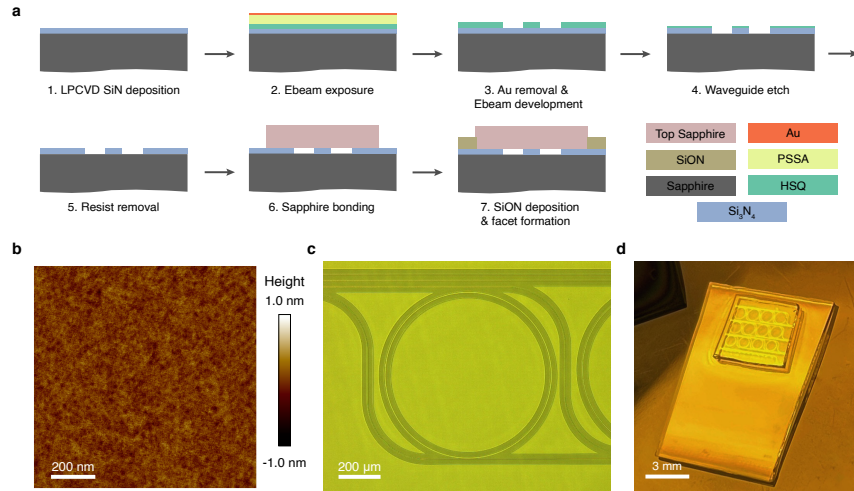 a
1. LPCVD SiN deposition
2. Ebeam exposure
3. Au removal &
Ebeam development
4. Waveguide etch
5. Resist removal
6. Sapphire bonding
7. SiON deposition
& facet formation
Top Sapphire
Au
SiON
PSSA
Sapphire
HSQ
Si₃N₄
b
Height
1.0 nm
-1.0 nm
200 nm
c
200 μm
d
3 mm